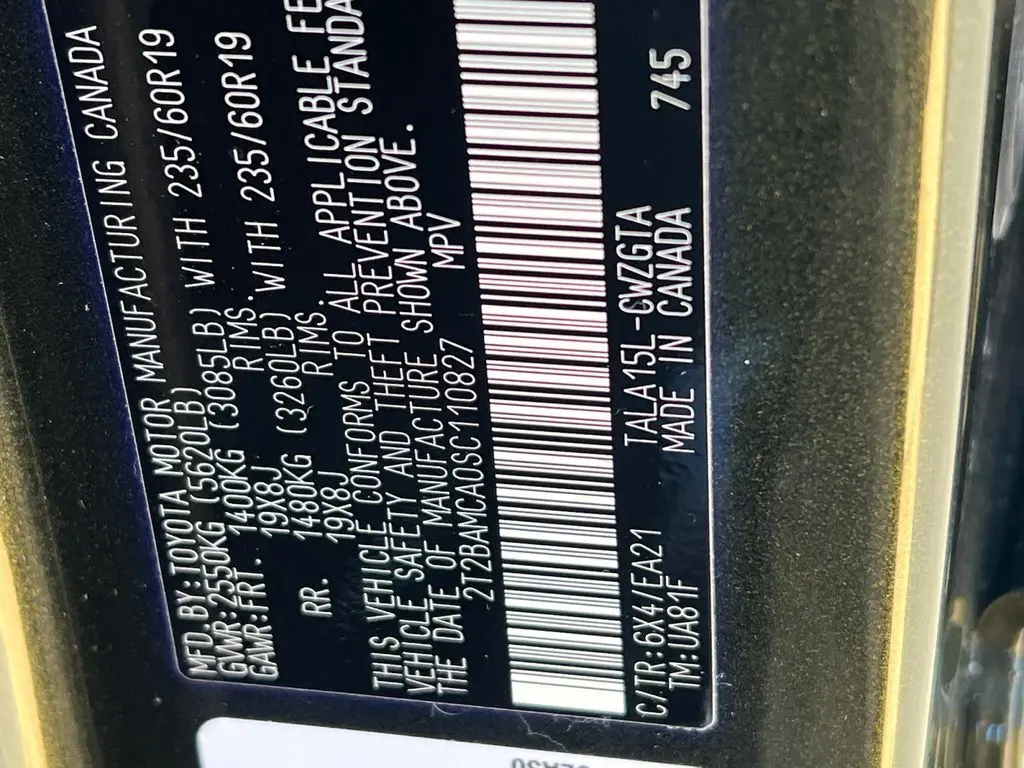 MFD.BY:TOYOTA MOTOR MANUFACTURING CANADA
GVWR:2550KG (5620LB)
GAWR:FRT. 1400KG (3085LB) WITH 235/60R19
19X8J RIMS.
RR. 1480KG (3260LB) WITH 235/60R19
19X8J RIMS.
THIS VEHICLE CONFORMS TO ALL APPLICABLE FE
VEHICLE SAFETY AND THEFT PREVENTION STANDA
THE DATE OF MANUFACTURE SHOWN ABOVE.
2T2BAMCA0SC110827 MPV
C/TR:6X4/EA21 TALA15L-CWZGTA 745
TM:UA81F MADE IN CANADA